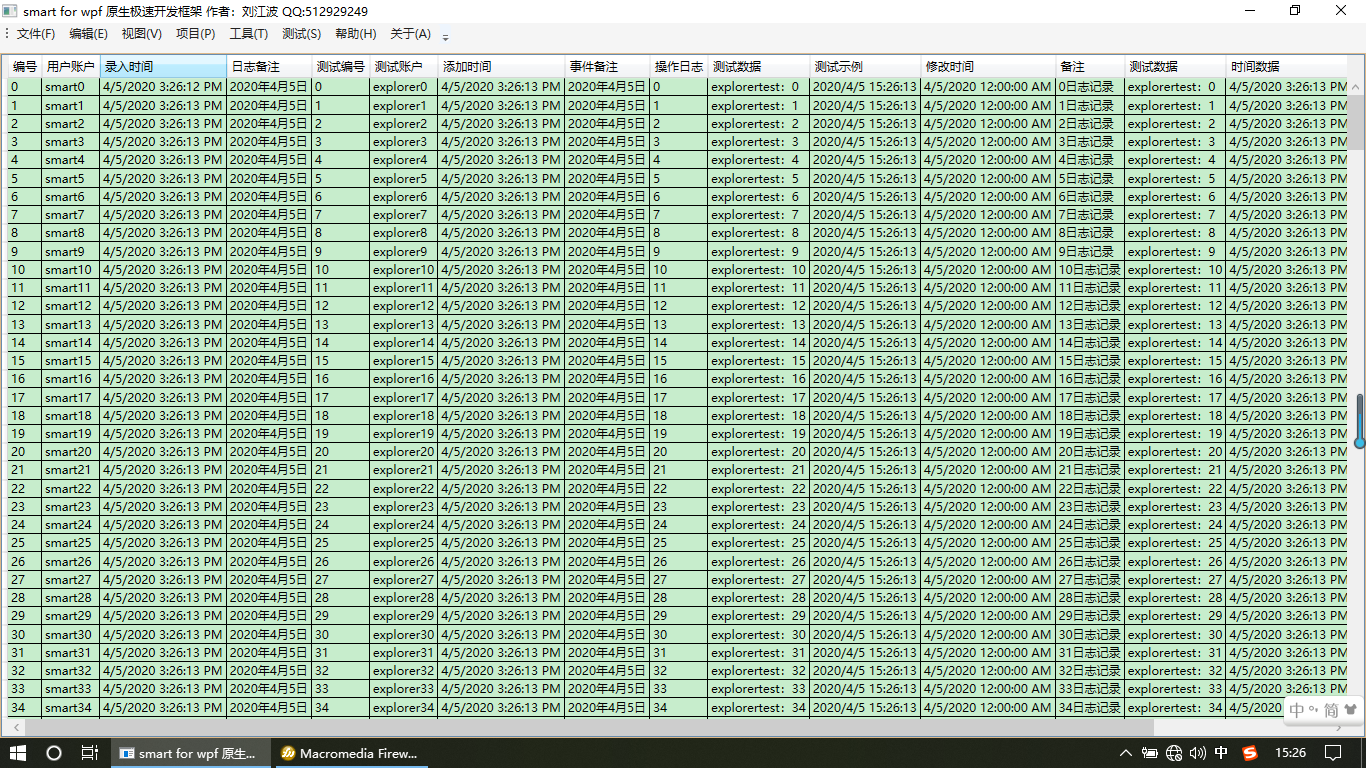 smart for wpf 原生极速开发框架 作者：刘江波 QQ:512929249
文件(F) 编辑(E) 视图(V) 项目(P) 工具(T) 测试(S) 帮助(H) 关于(A)
编号 用户账户 录入时间 日志备注 测试编号 测试账户 添加时间 事件备注 操作日志 测试数据 测试示例 修改时间 备注 测试数据 时间数据
0 smart0 4/5/2020 3:26:12 PM 2020年4月5日 0 explorer0 4/5/2020 3:26:13 PM 2020年4月5日 0 explorertest: 0 2020/4/5 15:26:13 4/5/2020 12:00:00 AM 0日志记录 explorertest: 0 4/5/2020 3:26:13 PM
1 smart1 4/5/2020 3:26:13 PM 2020年4月5日 1 explorer1 4/5/2020 3:26:13 PM 2020年4月5日 1 explorertest: 1 2020/4/5 15:26:13 4/5/2020 12:00:00 AM 1日志记录 explorertest: 1 4/5/2020 3:26:13 PM
2 smart2 4/5/2020 3:26:13 PM 2020年4月5日 2 explorer2 4/5/2020 3:26:13 PM 2020年4月5日 2 explorertest: 2 2020/4/5 15:26:13 4/5/2020 12:00:00 AM 2日志记录 explorertest: 2 4/5/2020 3:26:13 PM
3 smart3 4/5/2020 3:26:13 PM 2020年4月5日 3 explorer3 4/5/2020 3:26:13 PM 2020年4月5日 3 explorertest: 3 2020/4/5 15:26:13 4/5/2020 12:00:00 AM 3日志记录 explorertest: 3 4/5/2020 3:26:13 PM
4 smart4 4/5/2020 3:26:13 PM 2020年4月5日 4 explorer4 4/5/2020 3:26:13 PM 2020年4月5日 4 explorertest: 4 2020/4/5 15:26:13 4/5/2020 12:00:00 AM 4日志记录 explorertest: 4 4/5/2020 3:26:13 PM
5 smart5 4/5/2020 3:26:13 PM 2020年4月5日 5 explorer5 4/5/2020 3:26:13 PM 2020年4月5日 5 explorertest: 5 2020/4/5 15:26:13 4/5/2020 12:00:00 AM 5日志记录 explorertest: 5 4/5/2020 3:26:13 PM
6 smart6 4/5/2020 3:26:13 PM 2020年4月5日 6 explorer6 4/5/2020 3:26:13 PM 2020年4月5日 6 explorertest: 6 2020/4/5 15:26:13 4/5/2020 12:00:00 AM 6日志记录 explorertest: 6 4/5/2020 3:26:13 PM
7 smart7 4/5/2020 3:26:13 PM 2020年4月5日 7 explorer7 4/5/2020 3:26:13 PM 2020年4月5日 7 explorertest: 7 2020/4/5 15:26:13 4/5/2020 12:00:00 AM 7日志记录 explorertest: 7 4/5/2020 3:26:13 PM
8 smart8 4/5/2020 3:26:13 PM 2020年4月5日 8 explorer8 4/5/2020 3:26:13 PM 2020年4月5日 8 explorertest: 8 2020/4/5 15:26:13 4/5/2020 12:00:00 AM 8日志记录 explorertest: 8 4/5/2020 3:26:13 PM
9 smart9 4/5/2020 3:26:13 PM 2020年4月5日 9 explorer9 4/5/2020 3:26:13 PM 2020年4月5日 9 explorertest: 9 2020/4/5 15:26:13 4/5/2020 12:00:00 AM 9日志记录 explorertest: 9 4/5/2020 3:26:13 PM
10 smart10 4/5/2020 3:26:13 PM 2020年4月5日 10 explorer10 4/5/2020 3:26:13 PM 2020年4月5日 10 explorertest: 10 2020/4/5 15:26:13 4/5/2020 12:00:00 AM 10日志记录 explorertest: 10 4/5/2020 3:26:13 PM
11 smart11 4/5/2020 3:26:13 PM 2020年4月5日 11 explorer11 4/5/2020 3:26:13 PM 2020年4月5日 11 explorertest: 11 2020/4/5 15:26:13 4/5/2020 12:00:00 AM 11日志记录 explorertest: 11 4/5/2020 3:26:13 PM
12 smart12 4/5/2020 3:26:13 PM 2020年4月5日 12 explorer12 4/5/2020 3:26:13 PM 2020年4月5日 12 explorertest: 12 2020/4/5 15:26:13 4/5/2020 12:00:00 AM 12日志记录 explorertest: 12 4/5/2020 3:26:13 PM
13 smart13 4/5/2020 3:26:13 PM 2020年4月5日 13 explorer13 4/5/2020 3:26:13 PM 2020年4月5日 13 explorertest: 13 2020/4/5 15:26:13 4/5/2020 12:00:00 AM 13日志记录 explorertest: 13 4/5/2020 3:26:13 PM
14 smart14 4/5/2020 3:26:13 PM 2020年4月5日 14 explorer14 4/5/2020 3:26:13 PM 2020年4月5日 14 explorertest: 14 2020/4/5 15:26:13 4/5/2020 12:00:00 AM 14日志记录 explorertest: 14 4/5/2020 3:26:13 PM
15 smart15 4/5/2020 3:26:13 PM 2020年4月5日 15 explorer15 4/5/2020 3:26:13 PM 2020年4月5日 15 explorertest: 15 2020/4/5 15:26:13 4/5/2020 12:00:00 AM 15日志记录 explorertest: 15 4/5/2020 3:26:13 PM
16 smart16 4/5/2020 3:26:13 PM 2020年4月5日 16 explorer16 4/5/2020 3:26:13 PM 2020年4月5日 16 explorertest: 16 2020/4/5 15:26:13 4/5/2020 12:00:00 AM 16日志记录 explorertest: 16 4/5/2020 3:26:13 PM
17 smart17 4/5/2020 3:26:13 PM 2020年4月5日 17 explorer17 4/5/2020 3:26:13 PM 2020年4月5日 17 explorertest: 17 2020/4/5 15:26:13 4/5/2020 12:00:00 AM 17日志记录 explorertest: 17 4/5/2020 3:26:13 PM
18 smart18 4/5/2020 3:26:13 PM 2020年4月5日 18 explorer18 4/5/2020 3:26:13 PM 2020年4月5日 18 explorertest: 18 2020/4/5 15:26:13 4/5/2020 12:00:00 AM 18日志记录 explorertest: 18 4/5/2020 3:26:13 PM
19 smart19 4/5/2020 3:26:13 PM 2020年4月5日 19 explorer19 4/5/2020 3:26:13 PM 2020年4月5日 19 explorertest: 19 2020/4/5 15:26:13 4/5/2020 12:00:00 AM 19日志记录 explorertest: 19 4/5/2020 3:26:13 PM
20 smart20 4/5/2020 3:26:13 PM 2020年4月5日 20 explorer20 4/5/2020 3:26:13 PM 2020年4月5日 20 explorertest: 20 2020/4/5 15:26:13 4/5/2020 12:00:00 AM 20日志记录 explorertest: 20 4/5/2020 3:26:13 PM
21 smart21 4/5/2020 3:26:13 PM 2020年4月5日 21 explorer21 4/5/2020 3:26:13 PM 2020年4月5日 21 explorertest: 21 2020/4/5 15:26:13 4/5/2020 12:00:00 AM 21日志记录 explorertest: 21 4/5/2020 3:26:13 PM
22 smart22 4/5/2020 3:26:13 PM 2020年4月5日 22 explorer22 4/5/2020 3:26:13 PM 2020年4月5日 22 explorertest: 22 2020/4/5 15:26:13 4/5/2020 12:00:00 AM 22日志记录 explorertest: 22 4/5/2020 3:26:13 PM
23 smart23 4/5/2020 3:26:13 PM 2020年4月5日 23 explorer23 4/5/2020 3:26:13 PM 2020年4月5日 23 explorertest: 23 2020/4/5 15:26:13 4/5/2020 12:00:00 AM 23日志记录 explorertest: 23 4/5/2020 3:26:13 PM
24 smart24 4/5/2020 3:26:13 PM 2020年4月5日 24 explorer24 4/5/2020 3:26:13 PM 2020年4月5日 24 explorertest: 24 2020/4/5 15:26:13 4/5/2020 12:00:00 AM 24日志记录 explorertest: 24 4/5/2020 3:26:13 PM
25 smart25 4/5/2020 3:26:13 PM 2020年4月5日 25 explorer25 4/5/2020 3:26:13 PM 2020年4月5日 25 explorertest: 25 2020/4/5 15:26:13 4/5/2020 12:00:00 AM 25日志记录 explorertest: 25 4/5/2020 3:26:13 PM
26 smart26 4/5/2020 3:26:13 PM 2020年4月5日 26 explorer26 4/5/2020 3:26:13 PM 2020年4月5日 26 explorertest: 26 2020/4/5 15:26:13 4/5/2020 12:00:00 AM 26日志记录 explorertest: 26 4/5/2020 3:26:13 PM
27 smart27 4/5/2020 3:26:13 PM 2020年4月5日 27 explorer27 4/5/2020 3:26:13 PM 2020年4月5日 27 explorertest: 27 2020/4/5 15:26:13 4/5/2020 12:00:00 AM 27日志记录 explorertest: 27 4/5/2020 3:26:13 PM
28 smart28 4/5/2020 3:26:13 PM 2020年4月5日 28 explorer28 4/5/2020 3:26:13 PM 2020年4月5日 28 explorertest: 28 2020/4/5 15:26:13 4/5/2020 12:00:00 AM 28日志记录 explorertest: 28 4/5/2020 3:26:13 PM
29 smart29 4/5/2020 3:26:13 PM 2020年4月5日 29 explorer29 4/5/2020 3:26:13 PM 2020年4月5日 29 explorertest: 29 2020/4/5 15:26:13 4/5/2020 12:00:00 AM 29日志记录 explorertest: 29 4/5/2020 3:26:13 PM
30 smart30 4/5/2020 3:26:13 PM 2020年4月5日 30 explorer30 4/5/2020 3:26:13 PM 2020年4月5日 30 explorertest: 30 2020/4/5 15:26:13 4/5/2020 12:00:00 AM 30日志记录 explorertest: 30 4/5/2020 3:26:13 PM
31 smart31 4/5/2020 3:26:13 PM 2020年4月5日 31 explorer31 4/5/2020 3:26:13 PM 2020年4月5日 31 explorertest: 31 2020/4/5 15:26:13 4/5/2020 12:00:00 AM 31日志记录 explorertest: 31 4/5/2020 3:26:13 PM
32 smart32 4/5/2020 3:26:13 PM 2020年4月5日 32 explorer32 4/5/2020 3:26:13 PM 2020年4月5日 32 explorertest: 32 2020/4/5 15:26:13 4/5/2020 12:00:00 AM 32日志记录 explorertest: 32 4/5/2020 3:26:13 PM
33 smart33 4/5/2020 3:26:13 PM 2020年4月5日 33 explorer33 4/5/2020 3:26:13 PM 2020年4月5日 33 explorertest: 33 2020/4/5 15:26:13 4/5/2020 12:00:00 AM 33日志记录 explorertest: 33 4/5/2020 3:26:13 PM
34 smart34 4/5/2020 3:26:13 PM 2020年4月5日 34 explorer34 4/5/2020 3:26:13 PM 2020年4月5日 34 explorertest: 34 2020/4/5 15:26:13 4/5/2020 12:00:00 AM 34日志记录 explorertest: 34 4/5/2020
中 简
smart for wpf 原生... Macromedia Firew... 中 15:26